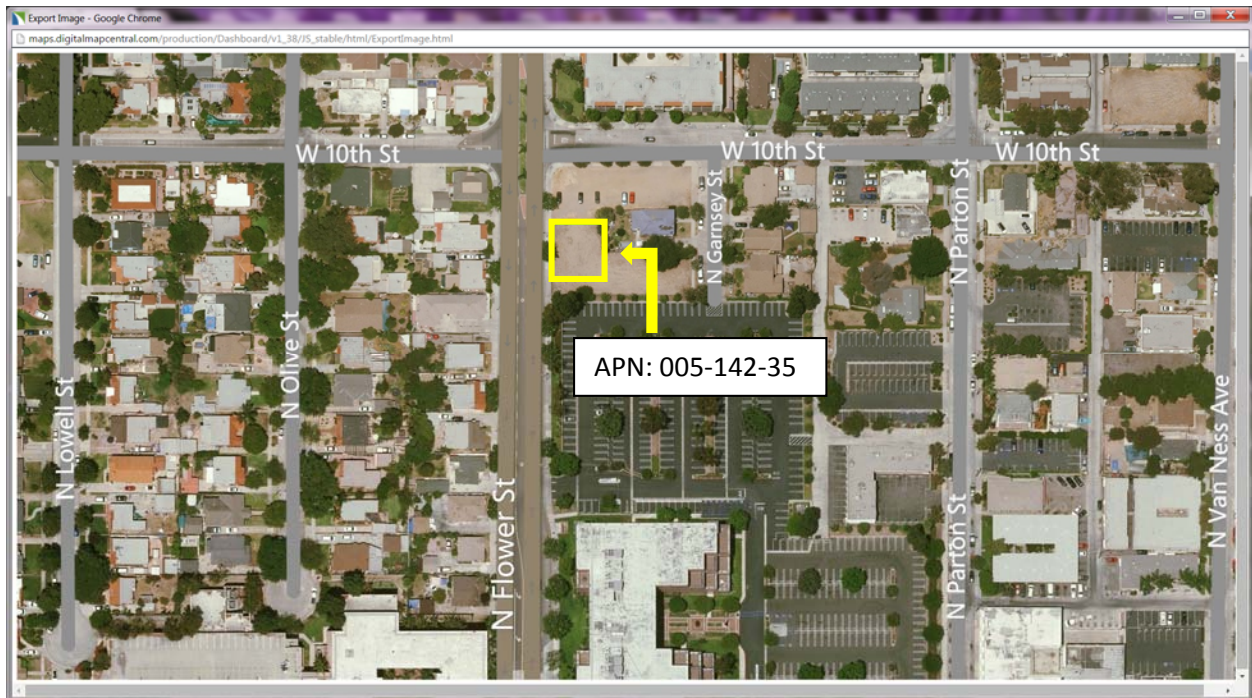 Export Image - Google Chrome
maps.digitalmapcentral.com/production/Dashboard/v1_38/JS_stable/html/ExportImage.html
W 10th St
W 10th St
W 10th St
N Garnsey St
N Parton St
N Olive St
APN: 005-142-35
N Lowell St
N Van Ness Ave
N Flower St
N Parton St